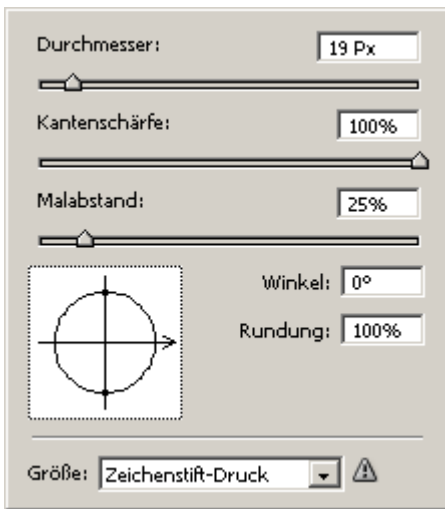 Durchmesser: 19 Px
Kantenschärfe: 100%
Malabstand: 25%
Winkel: 0°
Rundung: 100%
Größe: Zeichenstift-Druck